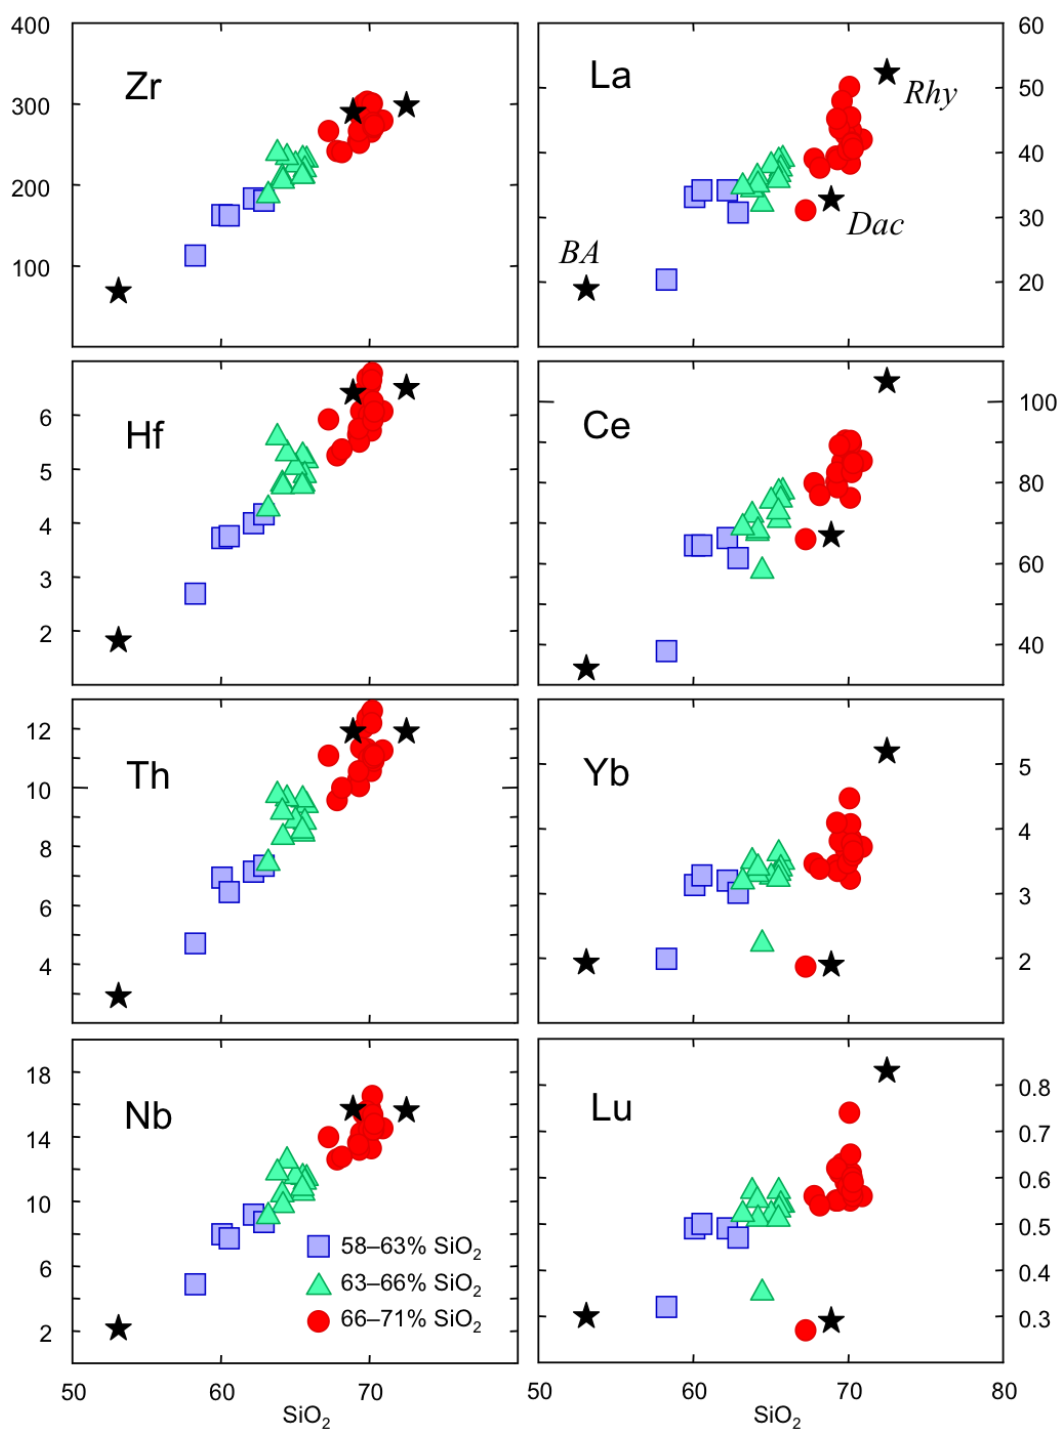 400
300
200
100
Zr
La
Rhy
Dac
BA
60
50
40
30
20
6
5
4
3
2
Hf
Ce
100
80
60
40
12
10
8
6
4
Th
Yb
5
4
3
2
18
14
10
6
2
Nb
58–63% SiO₂
63–66% SiO₂
66–71% SiO₂
Lu
0.8
0.7
0.6
0.5
0.4
0.3
50 60 70
SiO₂
50 60 70 80
SiO₂